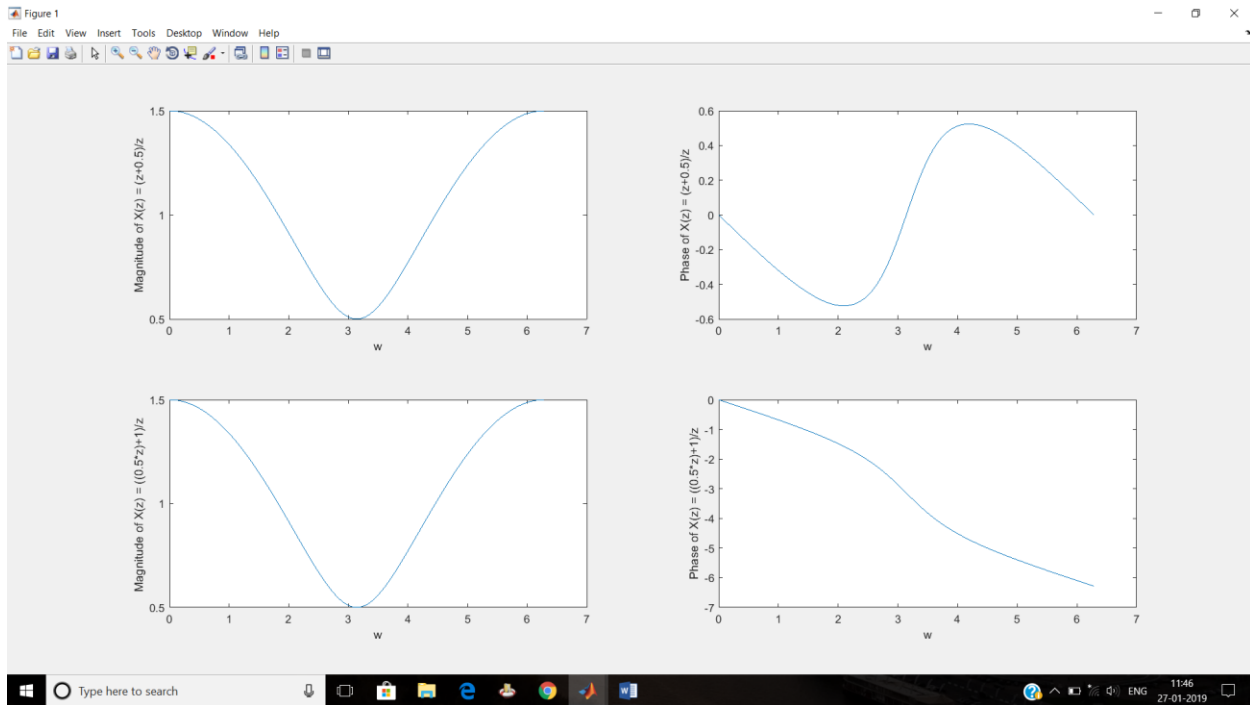 Figure 1
File Edit View Insert Tools Desktop Window Help
Magnitude of X(z) = (z+0.5)/z
1.5
1
0.5
0 1 2 3 4 5 6 7
w
Phase of X(z) = (z+0.5)/z
0.6
0.4
0.2
0
-0.2
-0.4
-0.6
0 1 2 3 4 5 6 7
w
Magnitude of X(z) = ((0.5*z)+1)/z
1.5
1
0.5
0 1 2 3 4 5 6 7
w
Phase of X(z) = ((0.5*z)+1)/z
0
-1
-2
-3
-4
-5
-6
-7
0 1 2 3 4 5 6 7
w
Type here to search
ENG
11:46
27-01-2019